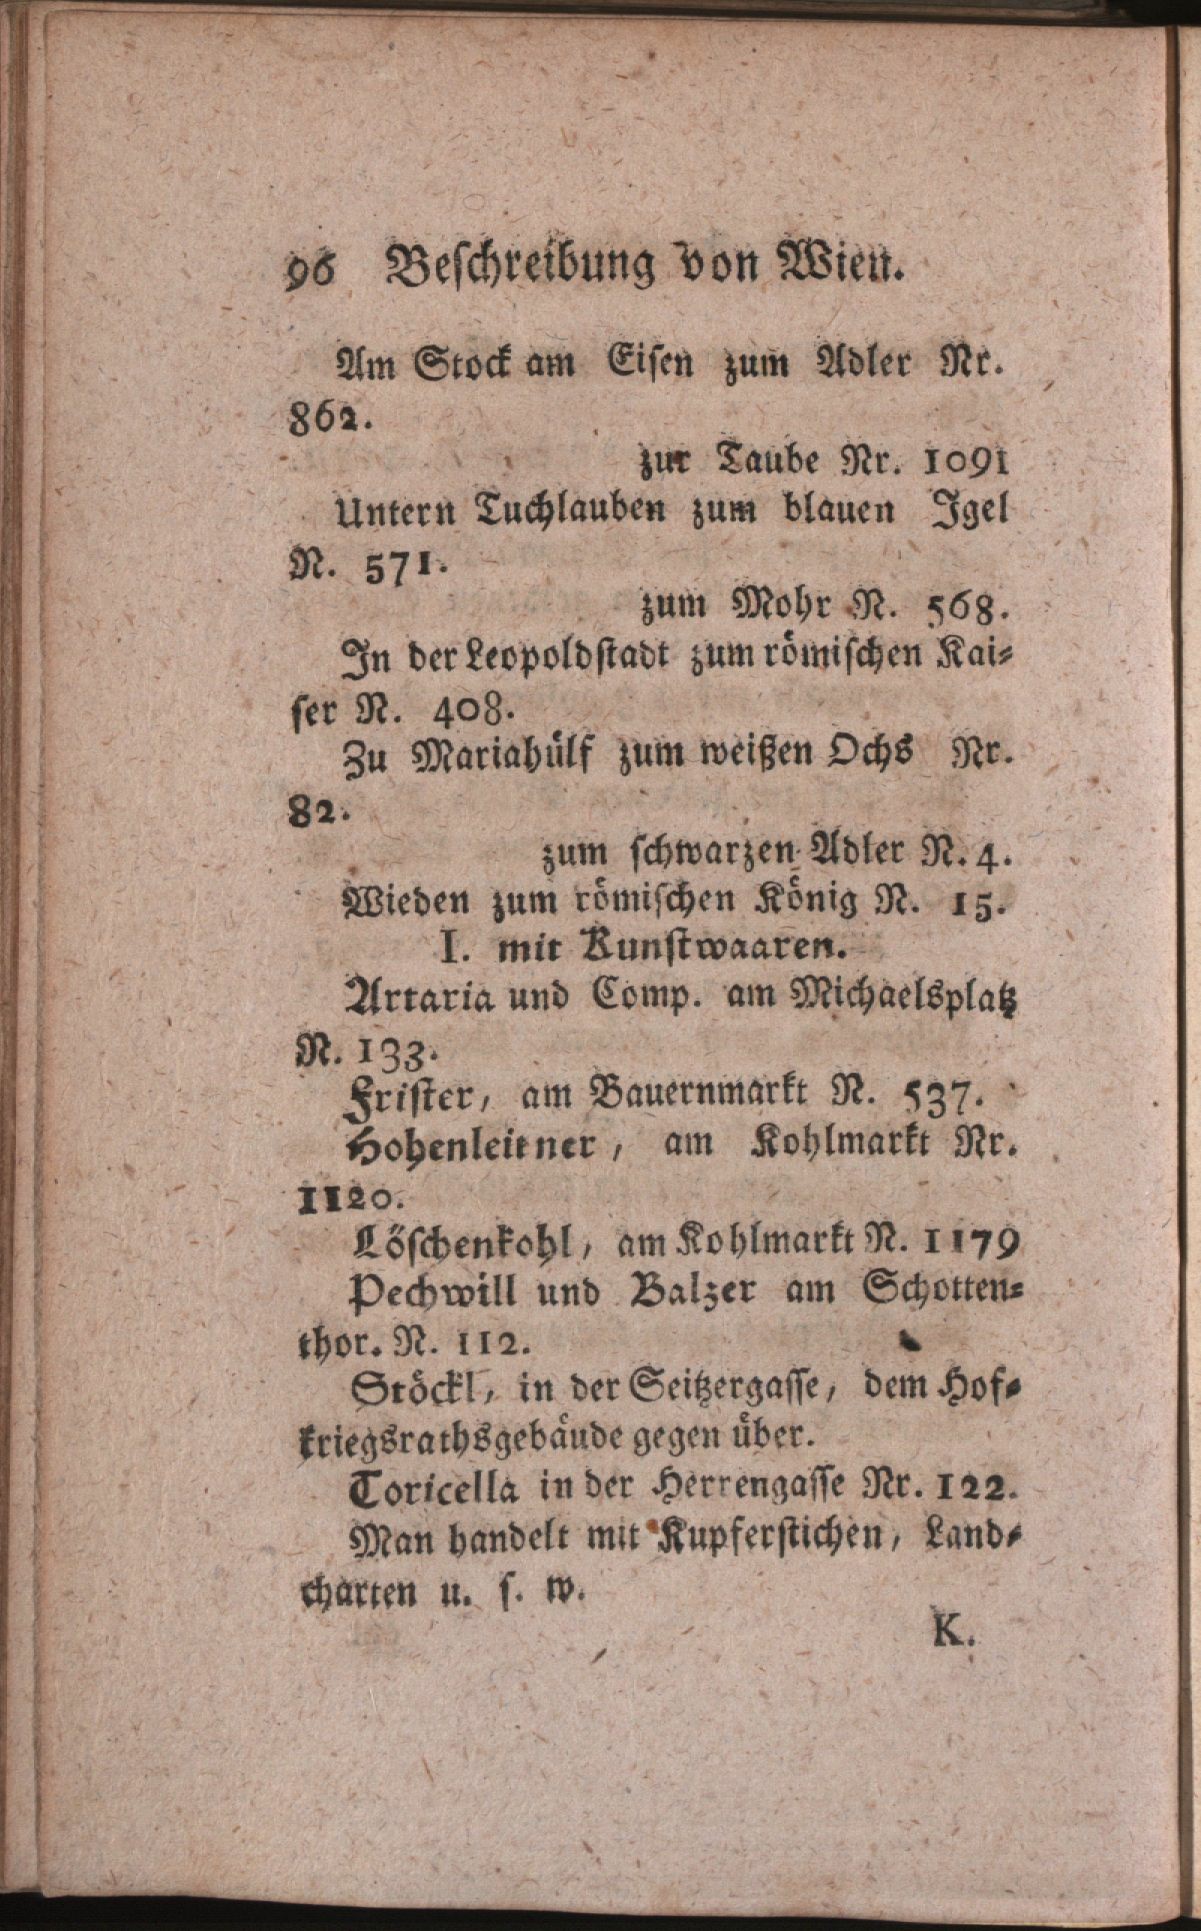 96 Beſchreibung von Wien.
Am Stock am Eiſen zum Adler Nr.
862.
zur Taube Nr. 1091
Untern Tuchlauben zum blauen Igel
N. 571.
zum Mohr N. 568.
In der Leopoldſtadt zum römiſchen Kai⸗
ſer N. 408.
Zu Mariahülf zum weißen Ochs Nr.
82.
zum ſchwarzen Adler N. 4.
Wieden zum römiſchen König N. 15.
I. mit Kunſtwaaren.
Artaria und Comp. am Michaelsplatz
N. 133.
Friſter, am Bauernmarkt N. 537.
Hohenleitner, am Kohlmarkt Nr.
1120.
Löſchenkohl, am Kohlmarkt N. 1179
Pechwill und Balzer am Schotten⸗
thor. N. 112.
Stöckl, in der Seitzergaſſe, dem Hof⸗
kriegsrathsgebäude gegen über.
Toricella in der Herrengaſſe Nr. 122.
Man handelt mit Kupferſtichen, Land⸗
charten u. ſ. w.
K.